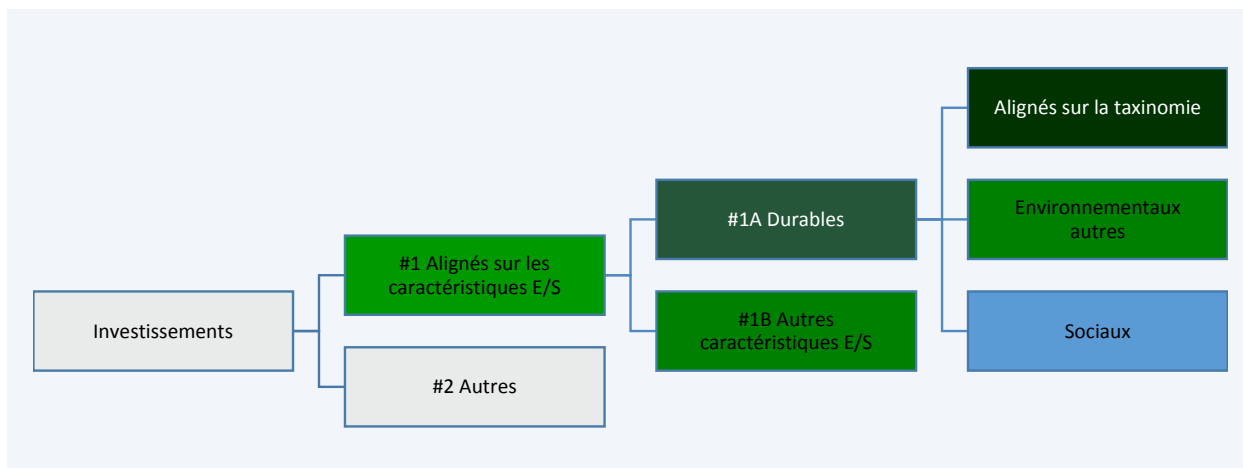 Investissements
#1 Alignés sur les
caractéristiques E/S
#2 Autres
#1A Durables
#1B Autres
caractéristiques E/S
Alignés sur la taxinomie
Environnementaux
autres
Sociaux